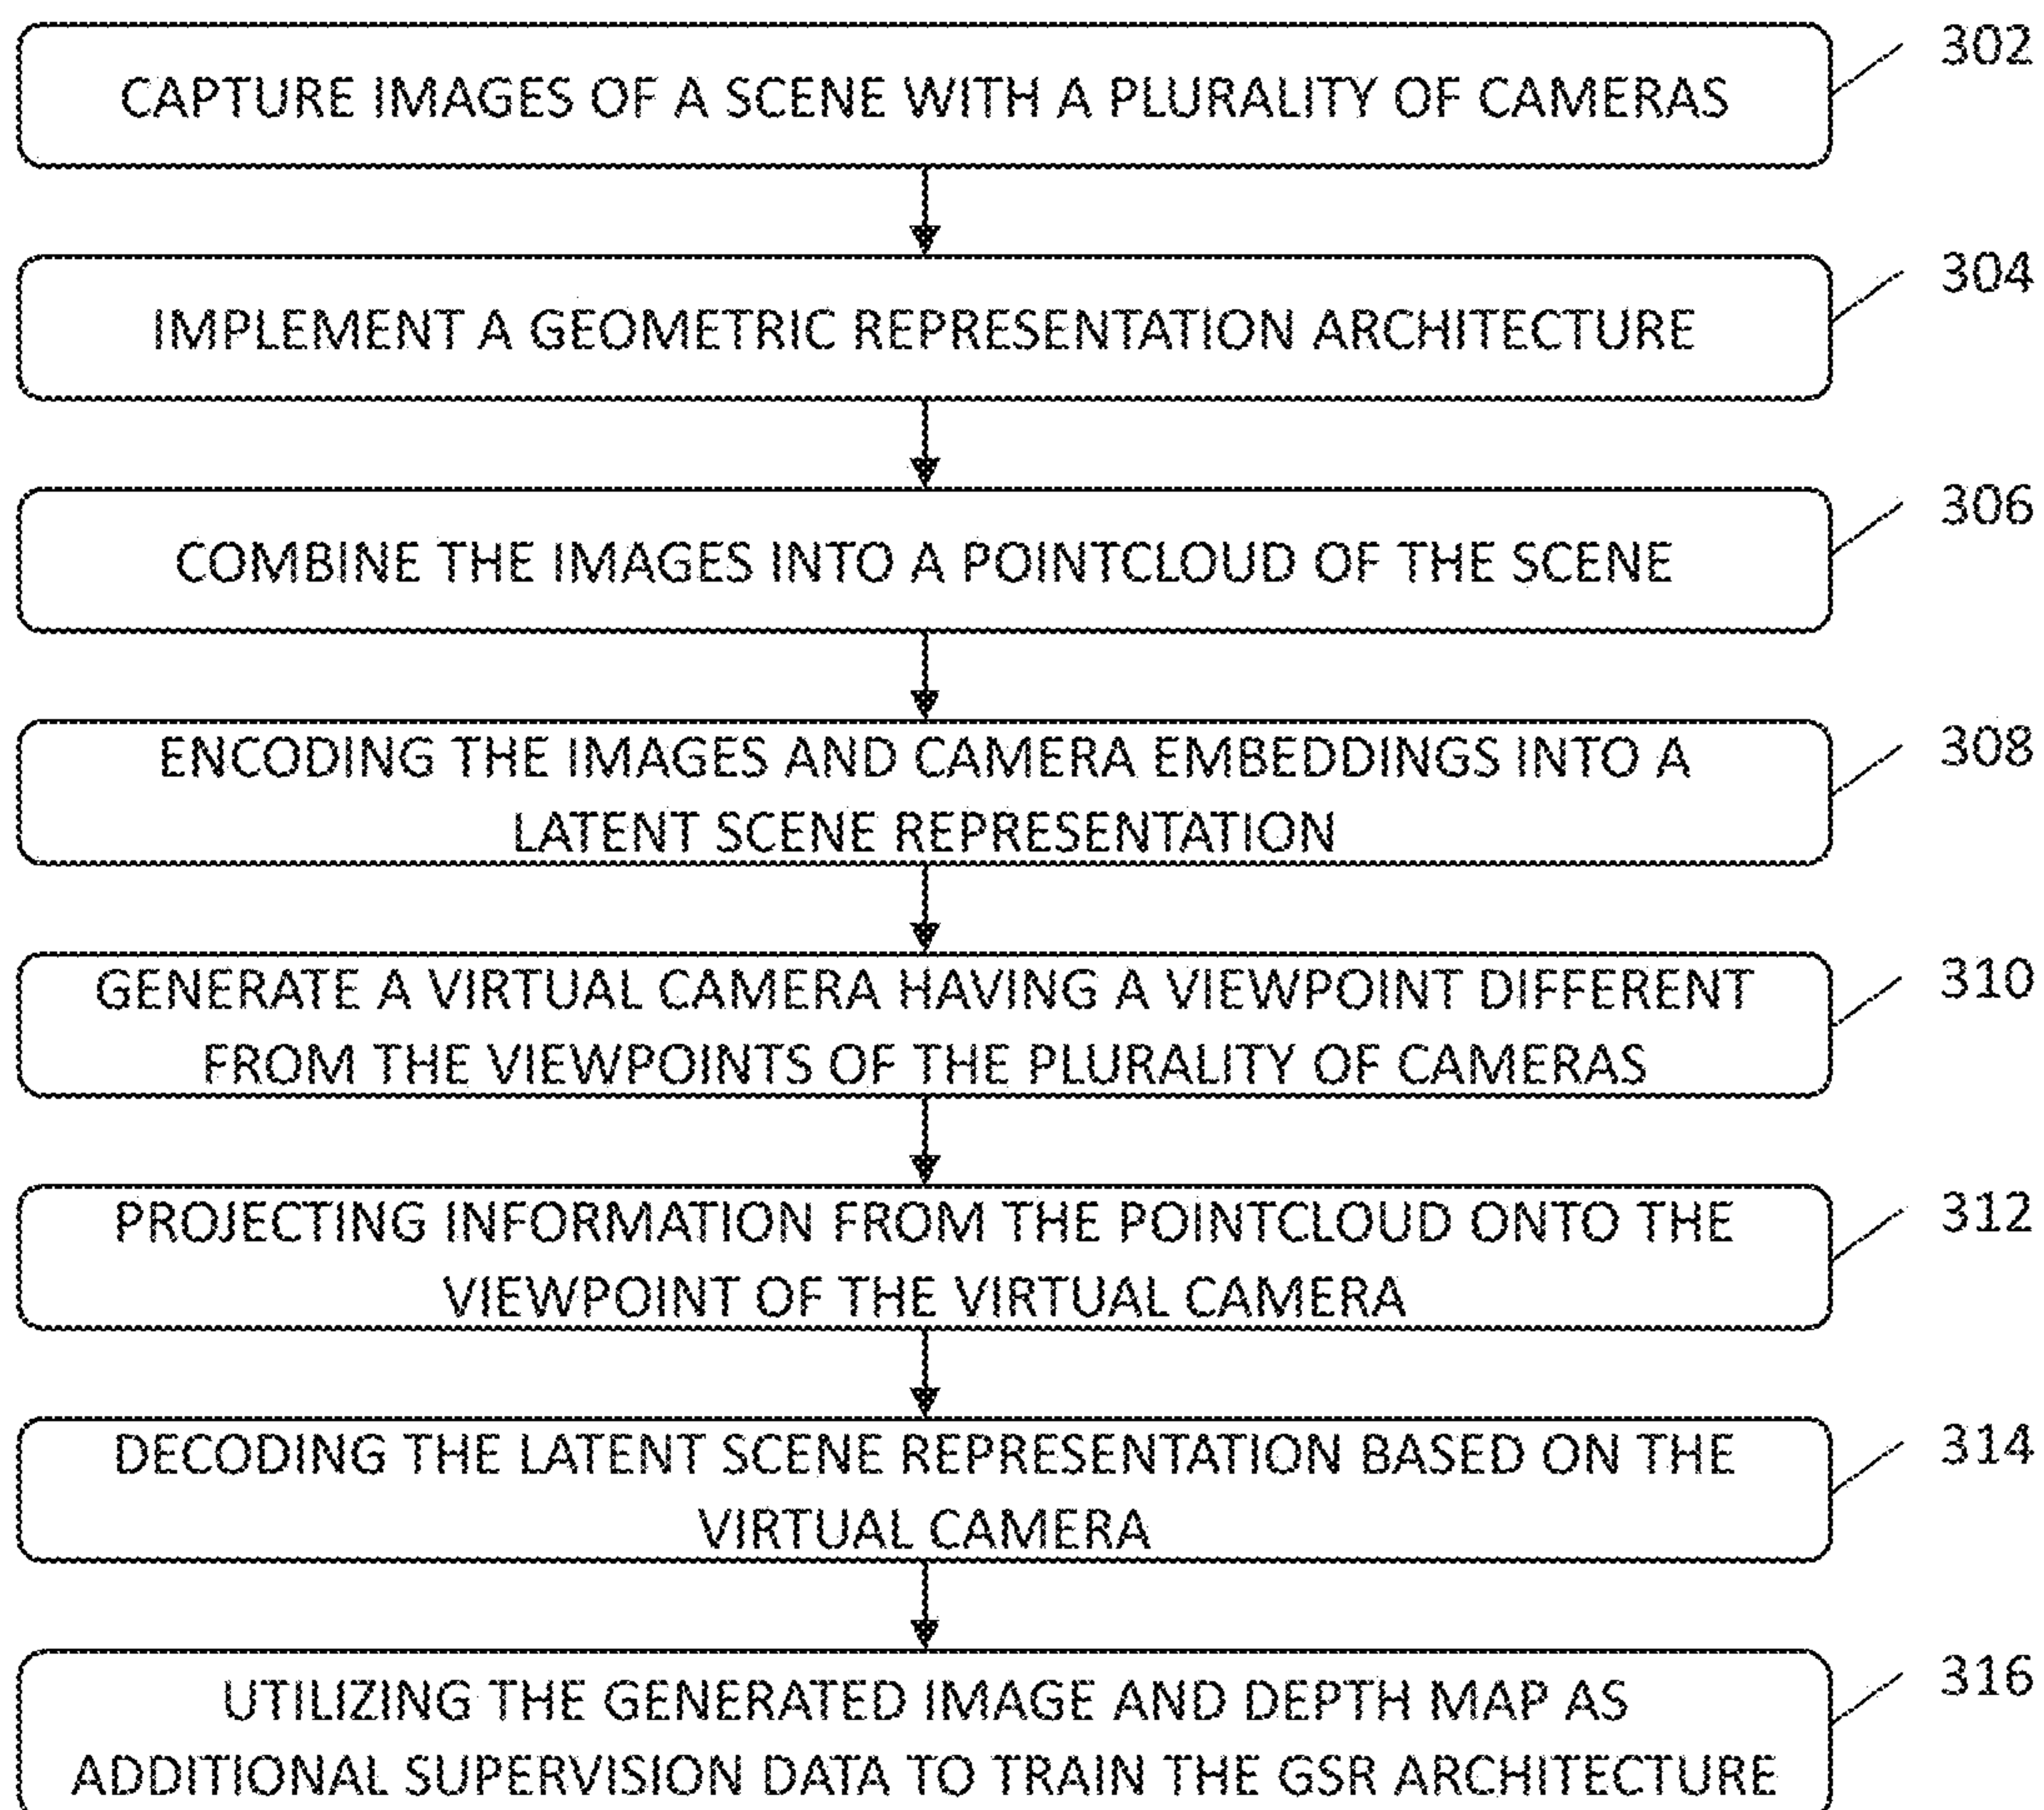 302
CAPTURE IMAGES OF A SCENE WITH A PLURALITY OF CAMERAS
304
IMPLEMENT A GEOMETRIC REPRESENTATION ARCHITECTURE
306
COMBINE THE IMAGES INTO A POINTCLOUD OF THE SCENE
308
ENCODING THE IMAGES AND CAMERA EMBEDDINGS INTO A
LATENT SCENE REPRESENTATION
310
GENERATE A VIRTUAL CAMERA HAVING A VIEWPOINT DIFFERENT
FROM THE VIEWPOINTS OF THE PLURALITY OF CAMERAS
312
PROJECTING INFORMATION FROM THE POINTCLOUD ONTO THE
VIEWPOINT OF THE VIRTUAL CAMERA
314
DECODING THE LATENT SCENE REPRESENTATION BASED ON THE
VIRTUAL CAMERA
316
UTILIZING THE GENERATED IMAGE AND DEPTH MAP AS
ADDITIONAL SUPERVISION DATA TO TRAIN THE GSR ARCHITECTURE